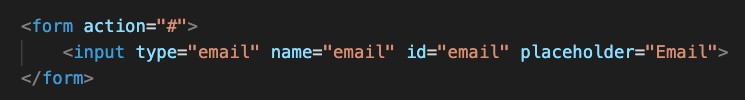 <form action="#">
<input type="email" name="email" id="email" placeholder="Email">
</form>